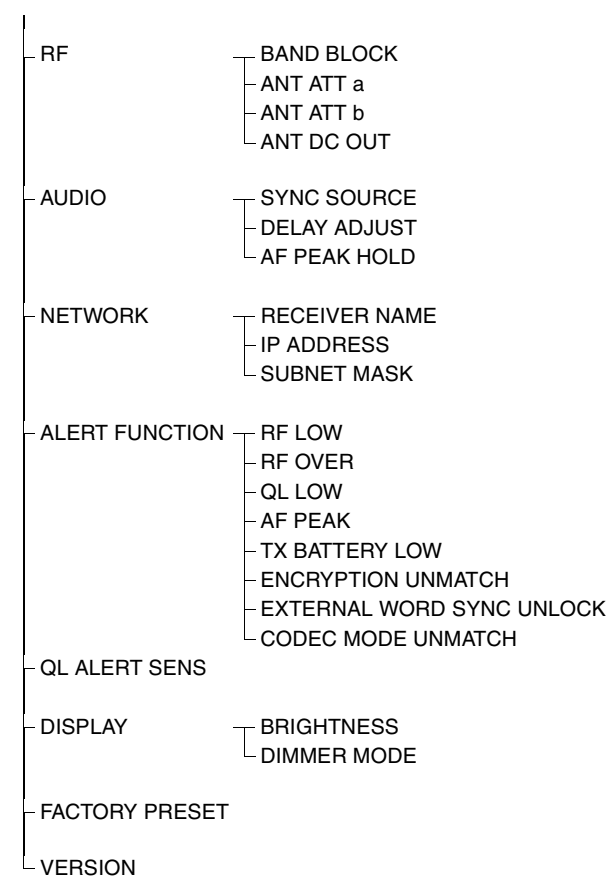 RF BAND BLOCK
ANT ATT a
ANT ATT b
ANT DC OUT
AUDIO SYNC SOURCE
DELAY ADJUST
AF PEAK HOLD
NETWORK RECEIVER NAME
IP ADDRESS
SUBNET MASK
ALERT FUNCTION RF LOW
RF OVER
QL LOW
AF PEAK
TX BATTERY LOW
ENCRYPTION UNMATCH
EXTERNAL WORD SYNC UNLOCK
CODEC MODE UNMATCH
QL ALERT SENS
DISPLAY BRIGHTNESS
DIMMER MODE
FACTORY PRESET
VERSION